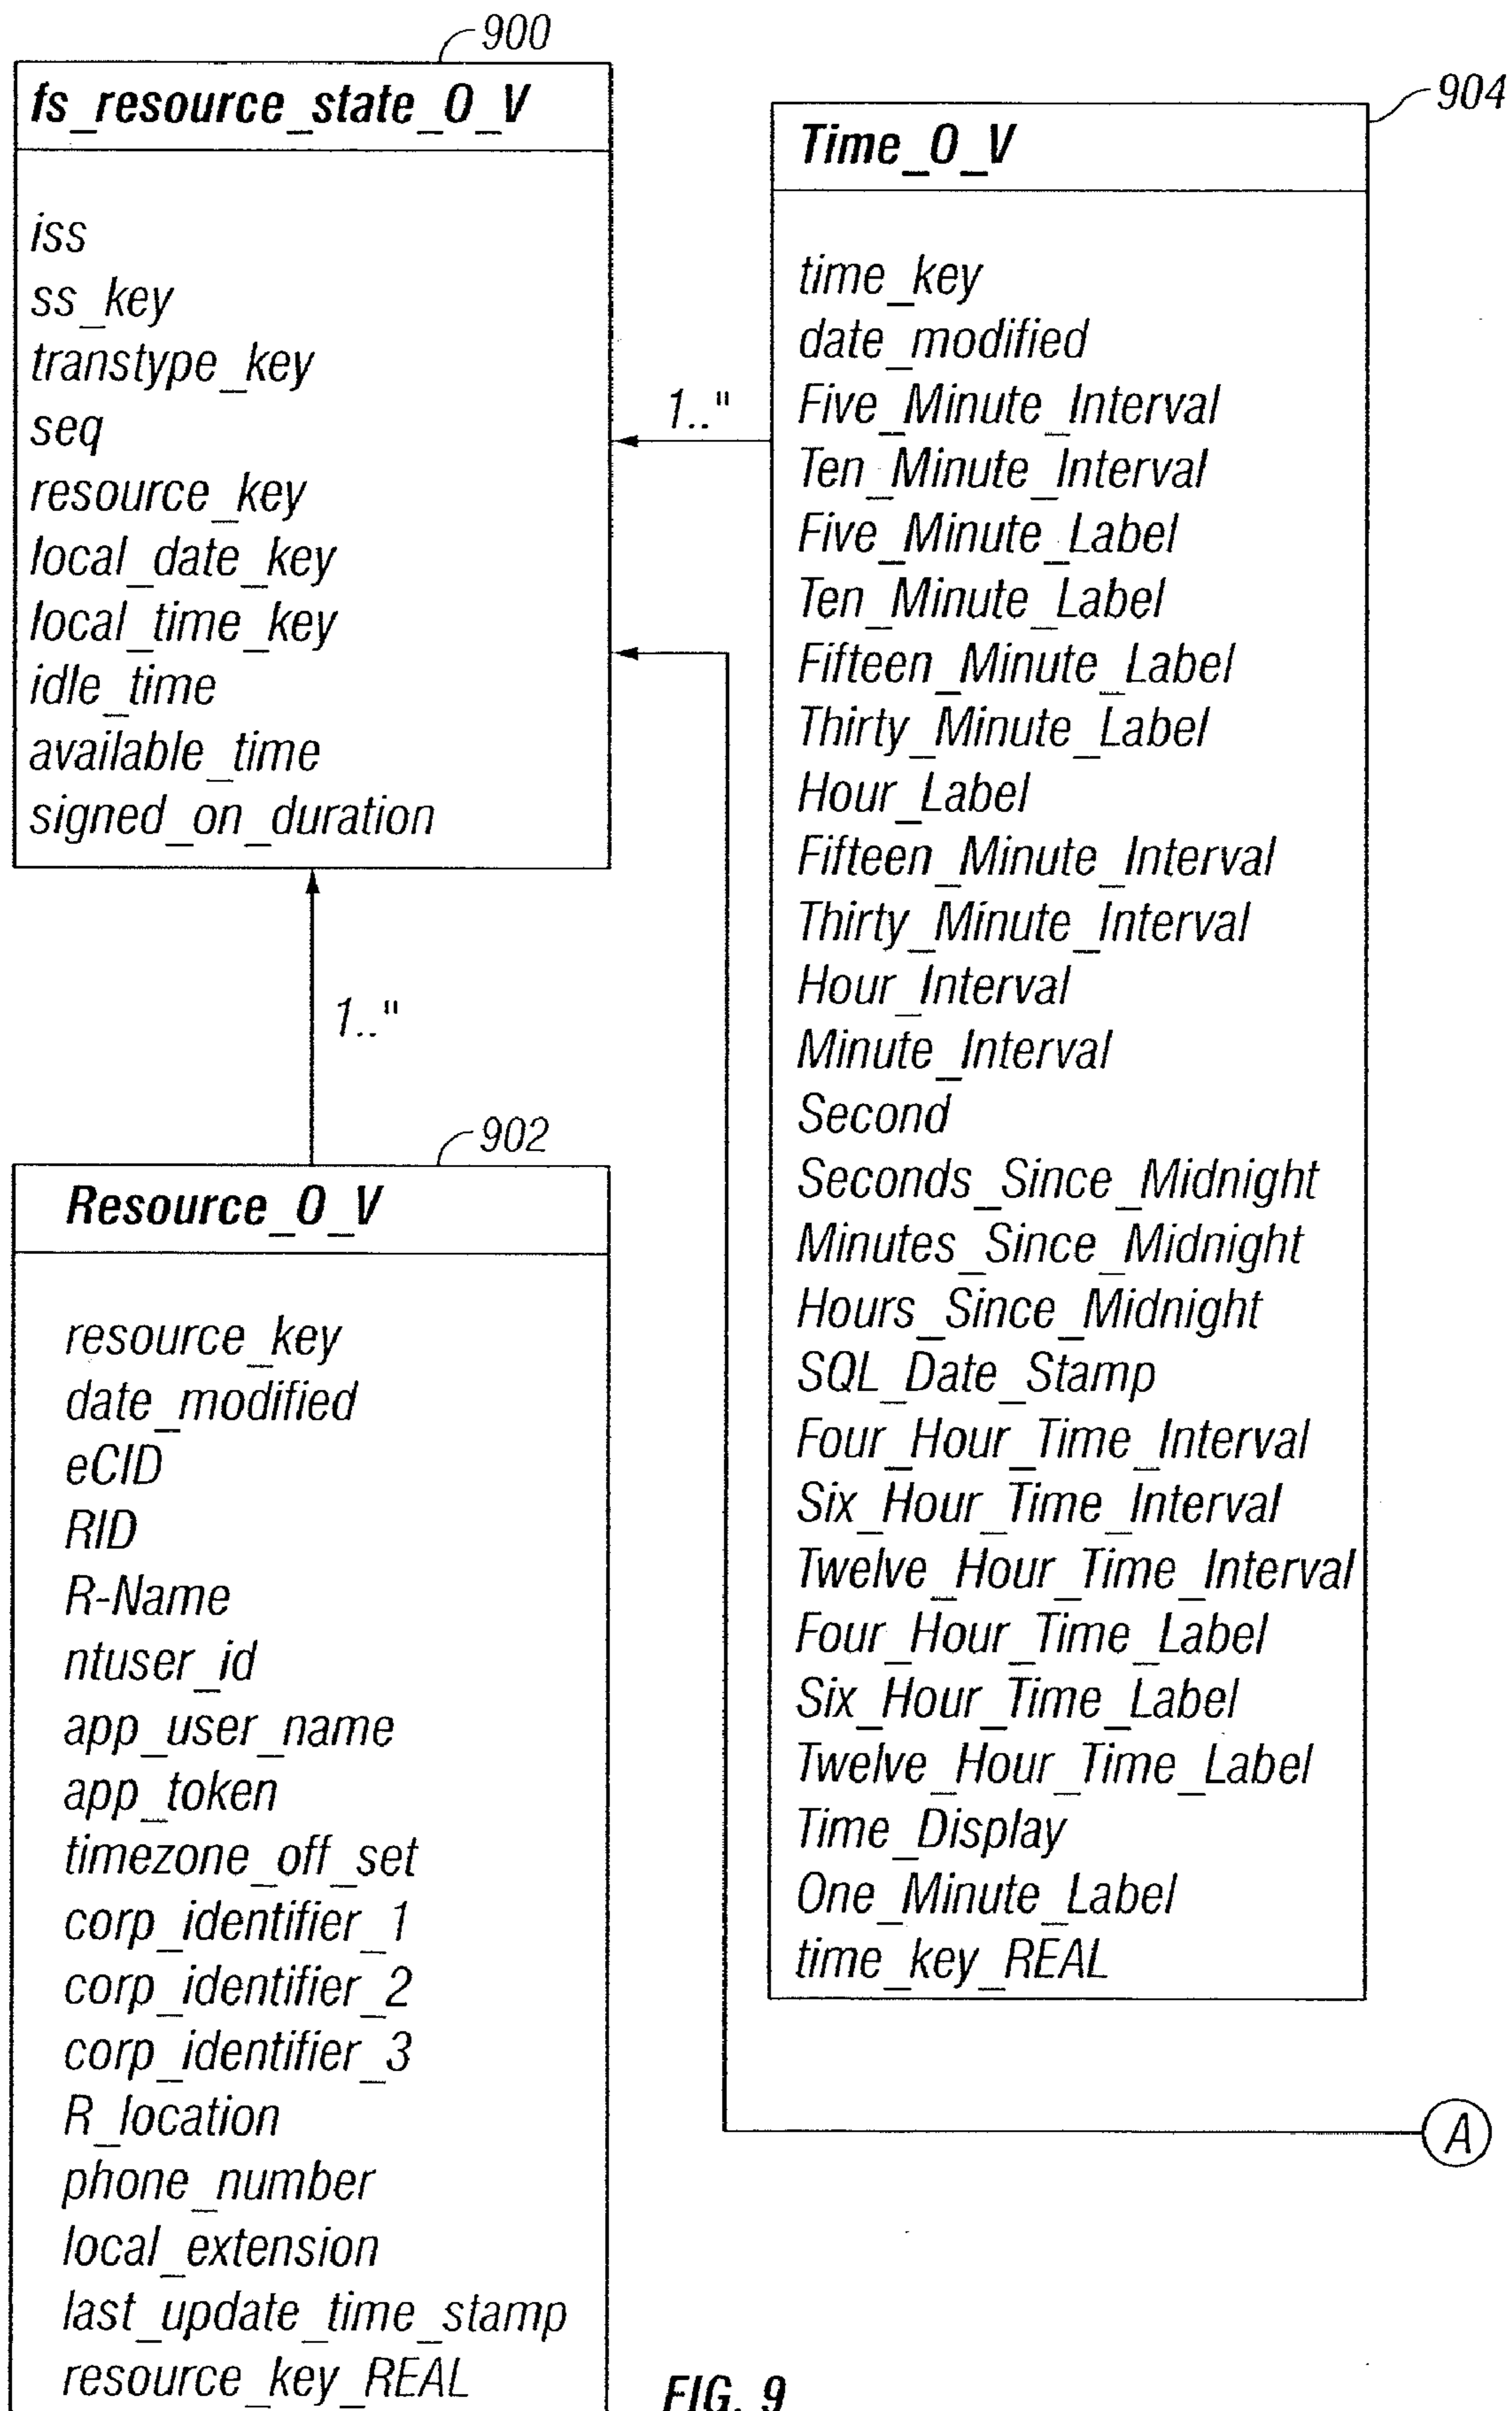 900
fs_resource_state_O_V
iss
ss_key
transtype_key
seq
resource_key
local_date_key
local_time_key
idle_time
available_time
signed_on_duration
1.."
904
Time_O_V
time_key
date_modified
Five_Minute_Interval
Ten_Minute_Interval
Five_Minute_Label
Ten_Minute_Label
Fifteen_Minute_Label
Thirty_Minute_Label
Hour_Label
Fifteen_Minute_Interval
Thirty_Minute_Interval
Hour_Interval
Minute_Interval
Second
Seconds_Since_Midnight
Minutes_Since_Midnight
Hours_Since_Midnight
SQL_Date_Stamp
Four_Hour_Time_Interval
Six_Hour_Time_Interval
Twelve_Hour_Time_Interval
Four_Hour_Time_Label
Six_Hour_Time_Label
Twelve_Hour_Time_Label
Time_Display
One_Minute_Label
time_key_REAL
1.."
902
Resource_O_V
resource_key
date_modified
eCID
RID
R-Name
ntuser_id
app_user_name
app_token
timezone_off_set
corp_identifier_1
corp_identifier_2
corp_identifier_3
R_location
phone_number
local_extension
last_update_time_stamp
resource_key_REAL
A
FIG. 9